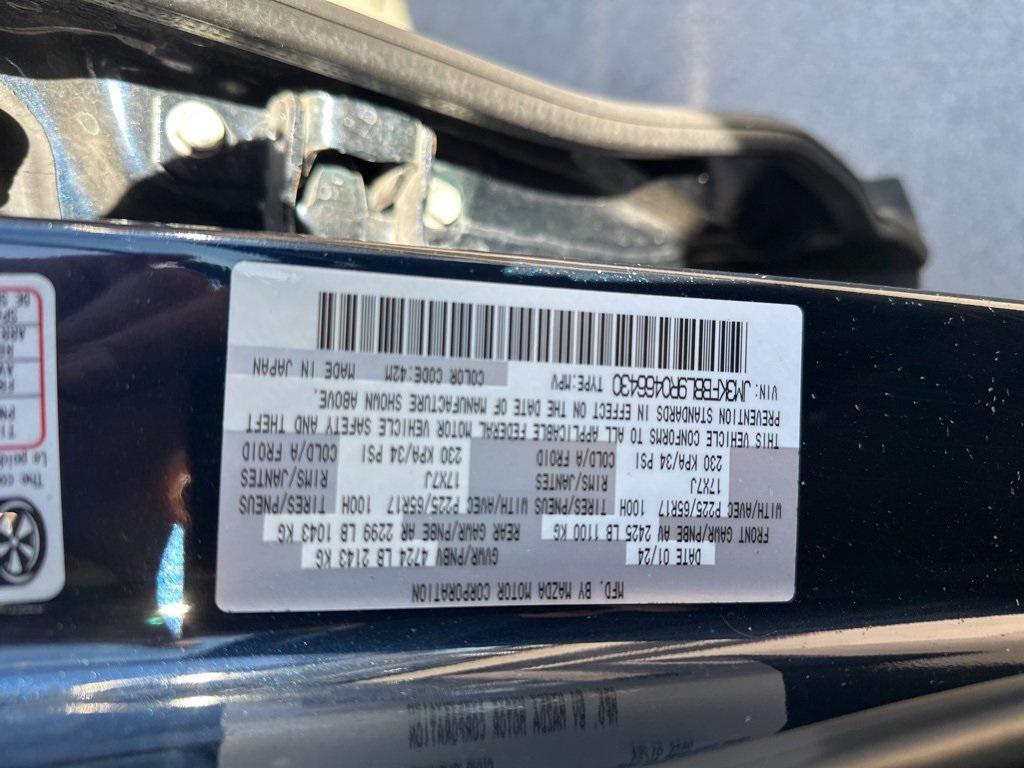 MFD. BY MAZDA MOTOR CORPORATION
DATE 01/24 GVWR/PNBV 4724 LB 2143 KG
FRONT GAWR/PNBE AV 2425 LB 1100 KG REAR GAWR/PNBE AR 2299 LB 1043 KG
WITH/AVEC P225/65R17 100H TIRES/PNEUS WITH/AVEC P225/65R17 100H TIRES/PNEUS
17X7J RIMS/JANTES 17X7J RIMS/JANTES
230 KPA/34 PSI COLD/A FROID 230 KPA/34 PSI COLD/A FROID
THIS VEHICLE CONFORMS TO ALL APPLICABLE FEDERAL MOTOR VEHICLE SAFETY AND THEFT
PREVENTION STANDARDS IN EFFECT ON THE DATE OF MANUFACTURE SHOWN ABOVE.
VIN: JM3KFBBL9R0466430 TYPE:MPV COLOR CODE:42M MADE IN JAPAN
The
Le